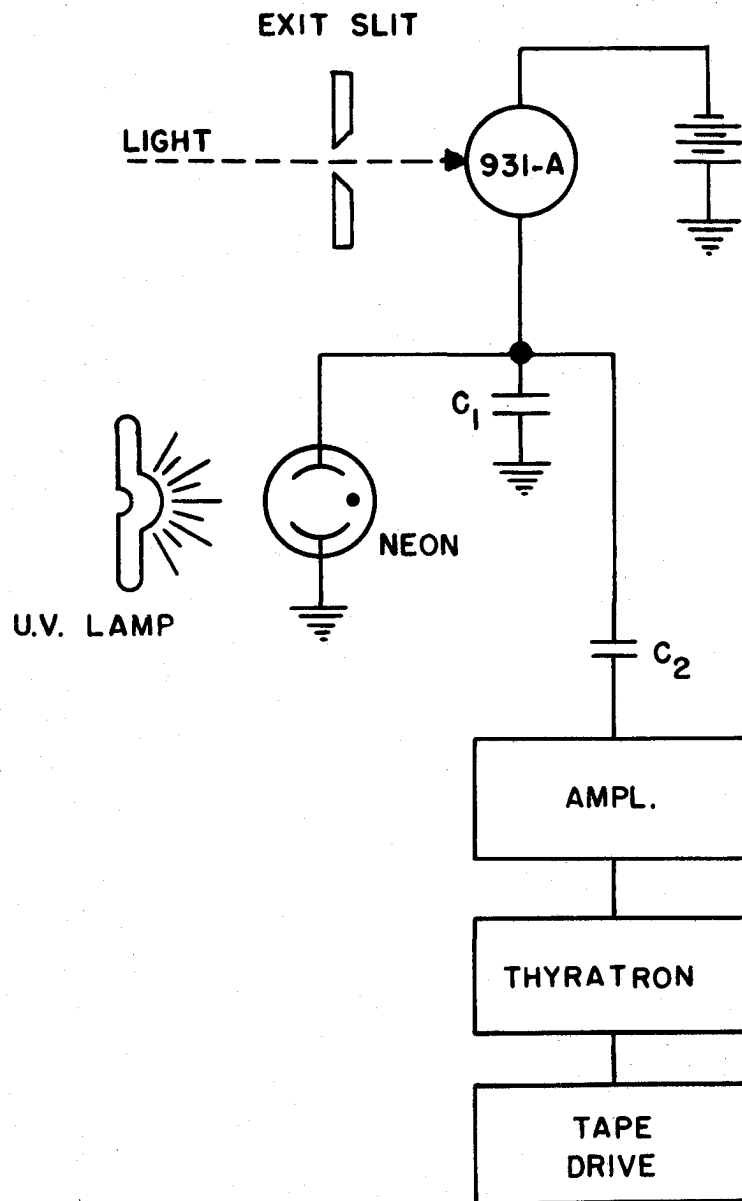 EXIT SLIT
LIGHT
931-A
C1
NEON
U.V. LAMP
C2
AMPL.
THYRATRON
TAPE
DRIVE